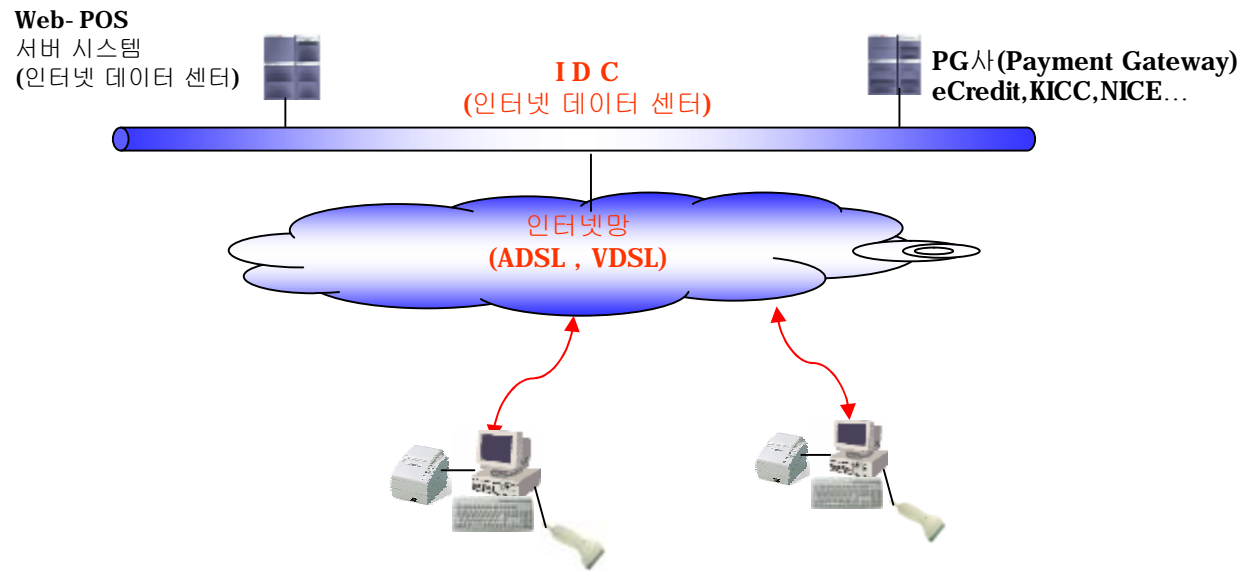 Web-POS
서버 시스템
(인터넷 데이터 센터)
I D C
(인터넷 데이터 센터)
PG사(Payment Gateway)
eCredit,KICC,NICE…
인터넷망
(ADSL , VDSL)